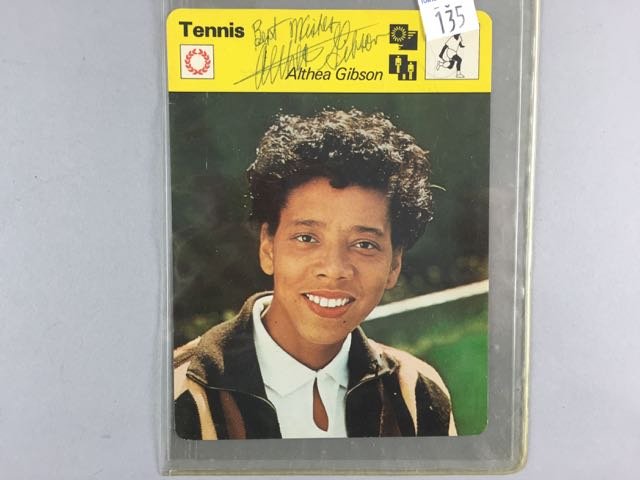 Tennis
Best Wishes
Althea Gibson
Althea Gibson
135